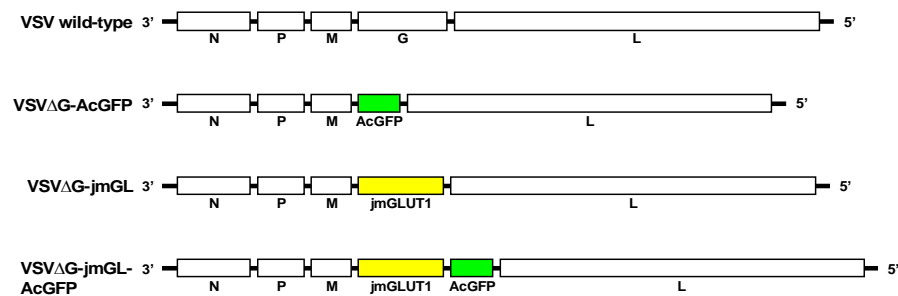 VSV wild-type 3’ 5’
N P M G L
VSVΔG-AcGFP 3’ 5’
N P M AcGFP L
VSVΔG-jmGL 3’ 5’
N P M jmGLUT1 L
VSVΔG-jmGL- 3’ 5’
AcGFP
N P M jmGLUT1 AcGFP L